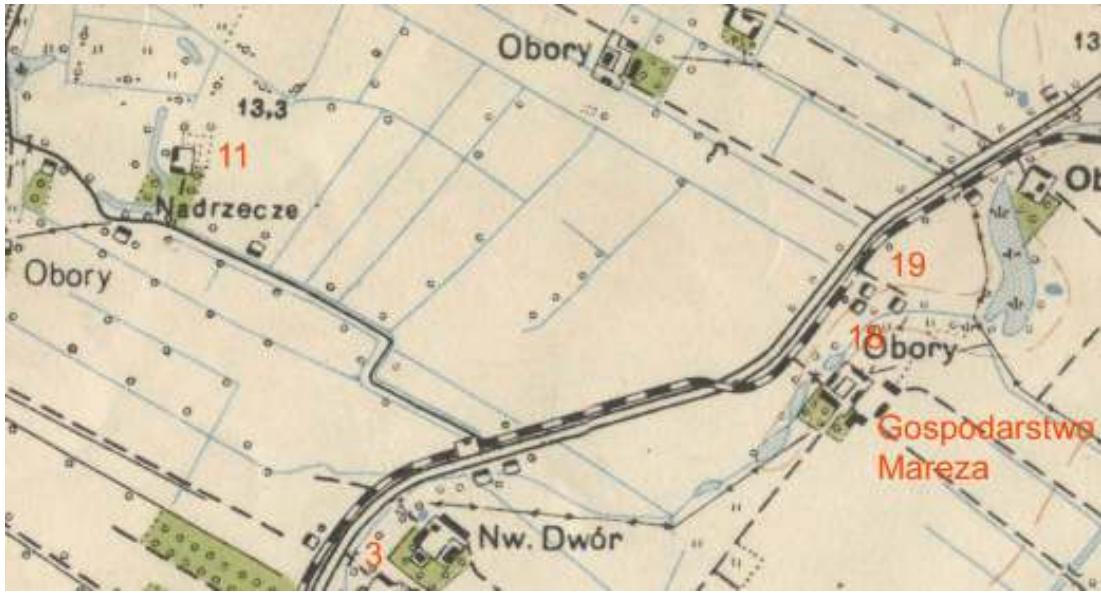 Obory
13
13,3
11
Nadrzecze
Ob
19
Obory
18
Obory
Gospodarstwo
Mareza
Nw. Dwór
3